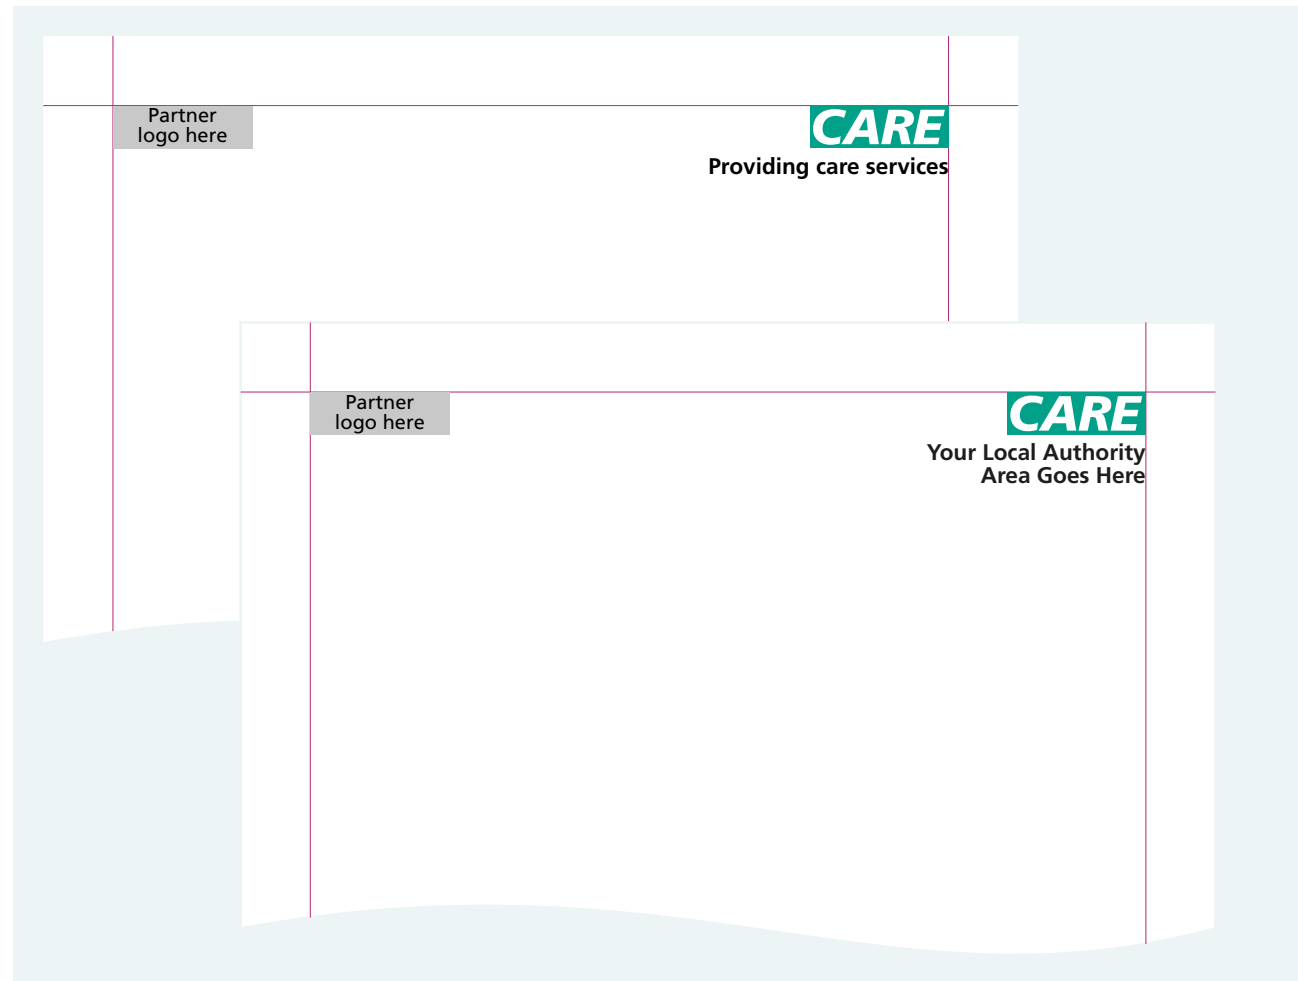 Partner
logo here
CARE
Providing care services
Partner
logo here
CARE
Your Local Authority
Area Goes Here